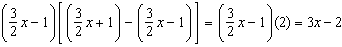 (3/2 x − 1)[(3/2 x + 1) − (3/2 x − 1)] = (3/2 x − 1)(2) = 3x − 2